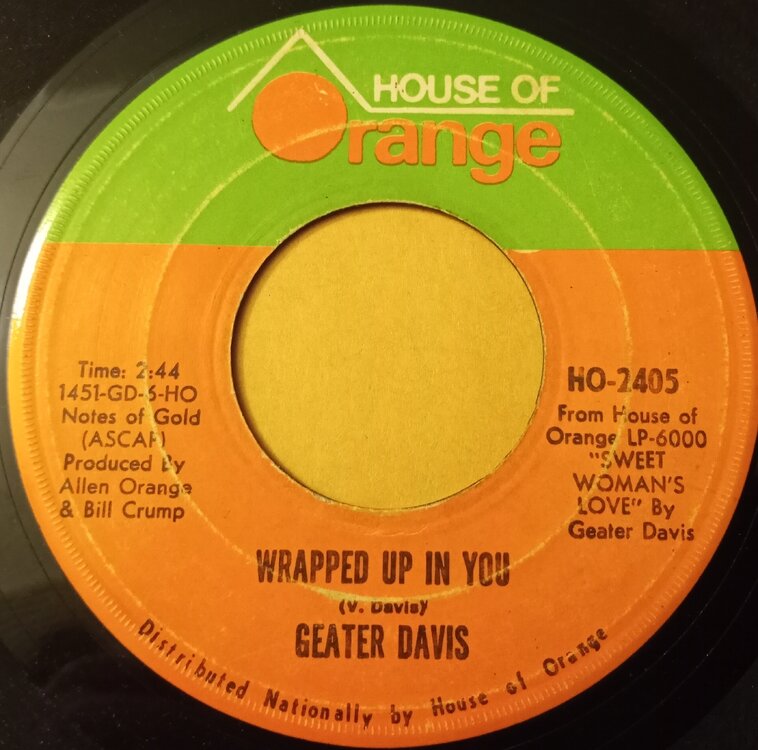 HOUSE OF
Orange
Time: 2:44
1451-GD-6-HO
Notes of Gold
(ASCAP)
Produced By
Allen Orange
& Bill Crump
HO-2405
From House of
Orange LP-6000
"SWEET
WOMAN'S
LOVE" By
Geater Davis
WRAPPED UP IN YOU
(V. Davis)
GEATER DAVIS
Distributed Nationally by House of Orange